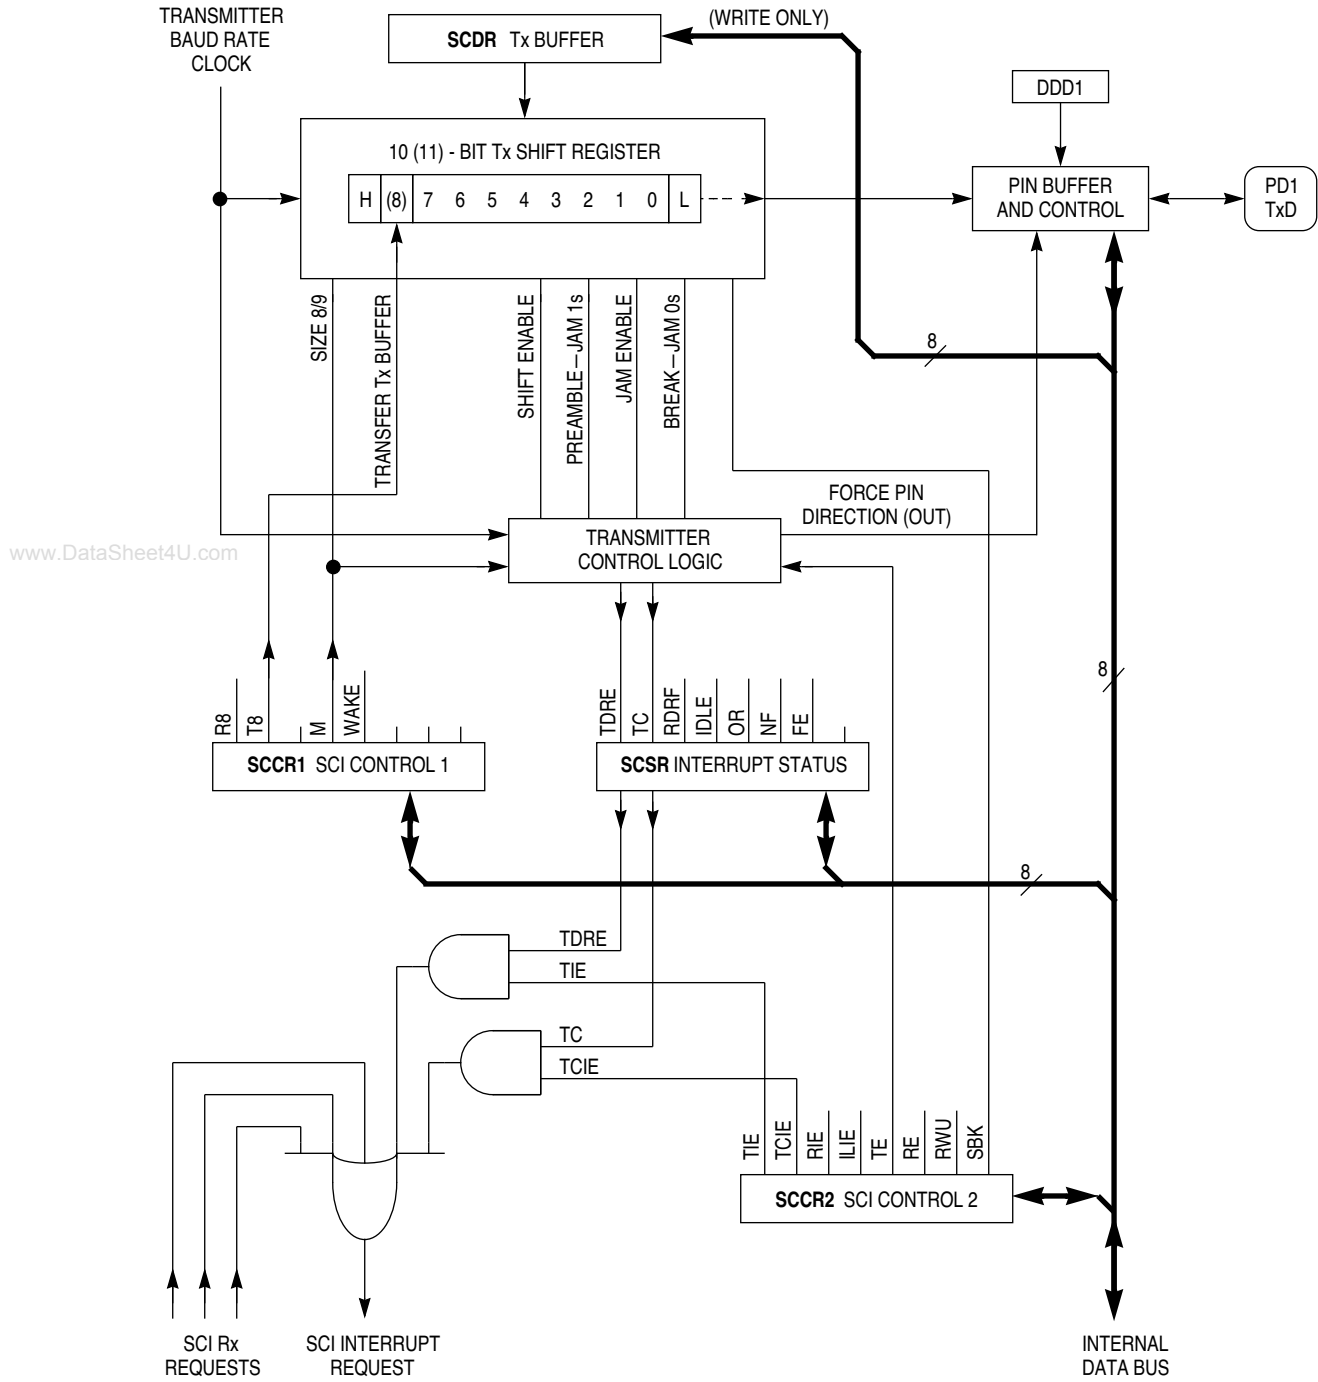 TRANSMITTER
BAUD RATE
CLOCK
SCDR Tx BUFFER
(WRITE ONLY)
DDD1
10 (11) - BIT Tx SHIFT REGISTER
H (8) 7 6 5 4 3 2 1 0 L
PIN BUFFER
AND CONTROL
PD1
TxD
SIZE 8/9
TRANSFER Tx BUFFER
SHIFT ENABLE
PREAMBLE—JAM 1s
JAM ENABLE
BREAK—JAM 0s
8
FORCE PIN
DIRECTION (OUT)
TRANSMITTER
CONTROL LOGIC
www.DataSheet4U.com
8
R8
T8
M
WAKE
TDRE
TC
RDRF
IDLE
OR
NF
FE
SCCR1 SCI CONTROL 1
SCSR INTERRUPT STATUS
8
TDRE
TIE
TC
TCIE
TIE
TCIE
RIE
ILIE
TE
RE
RWU
SBK
SCCR2 SCI CONTROL 2
SCI Rx
REQUESTS
SCI INTERRUPT
REQUEST
INTERNAL
DATA BUS